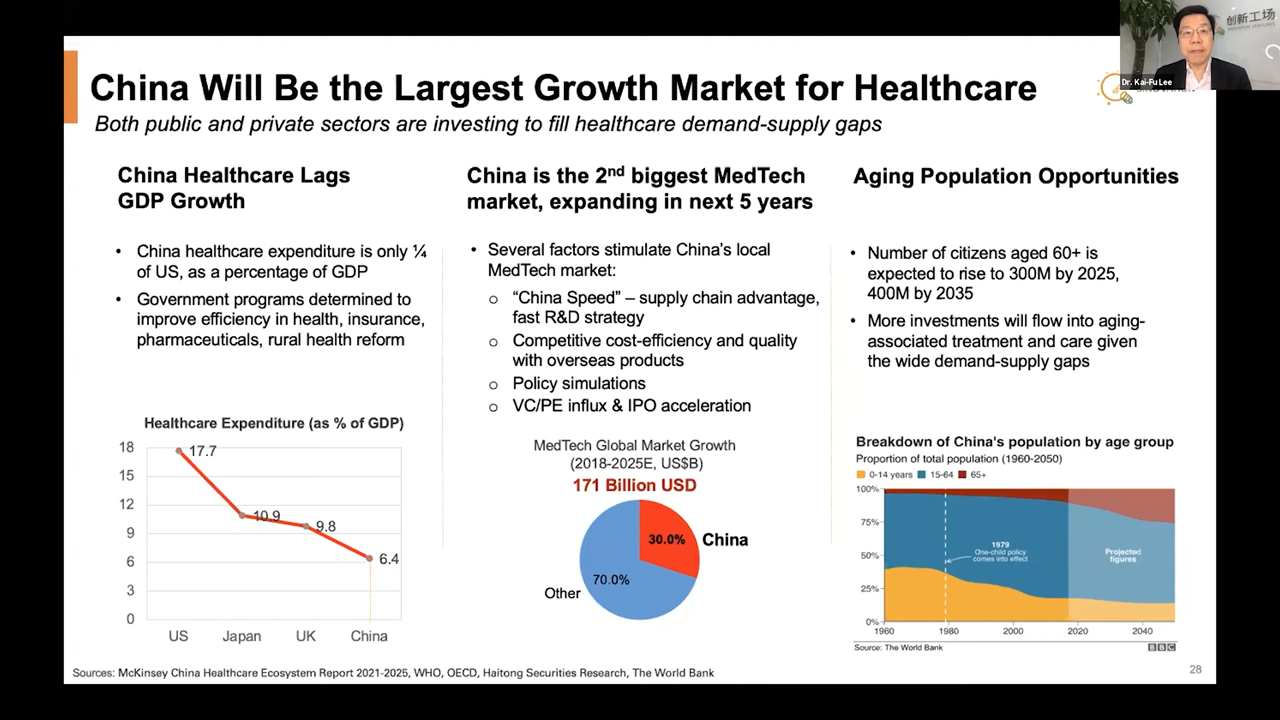 创新工场
Dr. Kai-Fu Lee
China Will Be the Largest Growth Market for Healthcare
Both public and private sectors are investing to fill healthcare demand-supply gaps
China Healthcare Lags
GDP Growth
• China healthcare expenditure is only ¼
of US, as a percentage of GDP
• Government programs determined to
improve efficiency in health, insurance,
pharmaceuticals, rural health reform
Healthcare Expenditure (as % of GDP)
18
15
12
9
6
3
0
17.7
10.9
9.8
6.4
US Japan UK China
China is the 2nd biggest MedTech
market, expanding in next 5 years
• Several factors stimulate China's local
MedTech market:
o “China Speed” – supply chain advantage,
fast R&D strategy
o Competitive cost-efficiency and quality
with overseas products
o Policy simulations
o VC/PE influx & IPO acceleration
MedTech Global Market Growth
(2018-2025E, US$B)
171 Billion USD
30.0%
China
70.0%
Other
Aging Population Opportunities
• Number of citizens aged 60+ is
expected to rise to 300M by 2025,
400M by 2035
• More investments will flow into aging-
associated treatment and care given
the wide demand-supply gaps
Breakdown of China's population by age group
Proportion of total population (1960-2050)
0-14 years 15-64 65+
100%
75%
50%
25%
0%
1979
One-child policy
comes into effect
Projected
figures
1960 1980 2000 2020 2040
Source: The World Bank
BBC
Sources: McKinsey China Healthcare Ecosystem Report 2021-2025, WHO, OECD, Haitong Securities Research, The World Bank
28